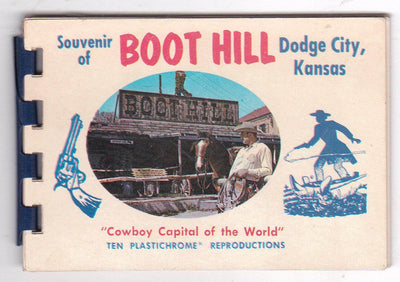 Souvenir of BOOT HILL Dodge City, Kansas
BOOT HILL
"Cowboy Capital of the World"
TEN PLASTICHROME® REPRODUCTIONS